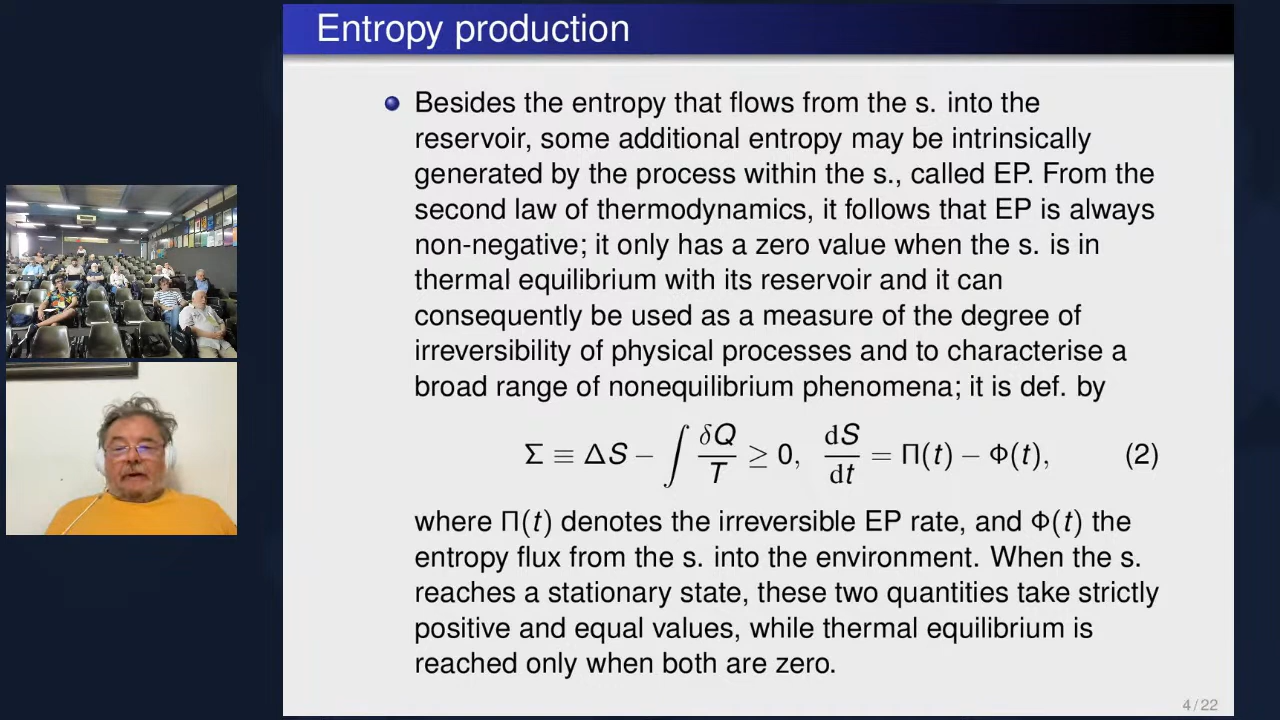 Entropy production
Besides the entropy that flows from the s. into the
reservoir, some additional entropy may be intrinsically
generated by the process within the s., called EP. From the
second law of thermodynamics, it follows that EP is always
non-negative; it only has a zero value when the s. is in
thermal equilibrium with its reservoir and it can
consequently be used as a measure of the degree of
irreversibility of physical processes and to characterise a
broad range of nonequilibrium phenomena; it is def. by
Σ ≡ ΔS − ∫ δQ/T ≥ 0, dS/dt = Π(t) − Φ(t), (2)
where Π(t) denotes the irreversible EP rate, and Φ(t) the
entropy flux from the s. into the environment. When the s.
reaches a stationary state, these two quantities take strictly
positive and equal values, while thermal equilibrium is
reached only when both are zero.
4 / 22